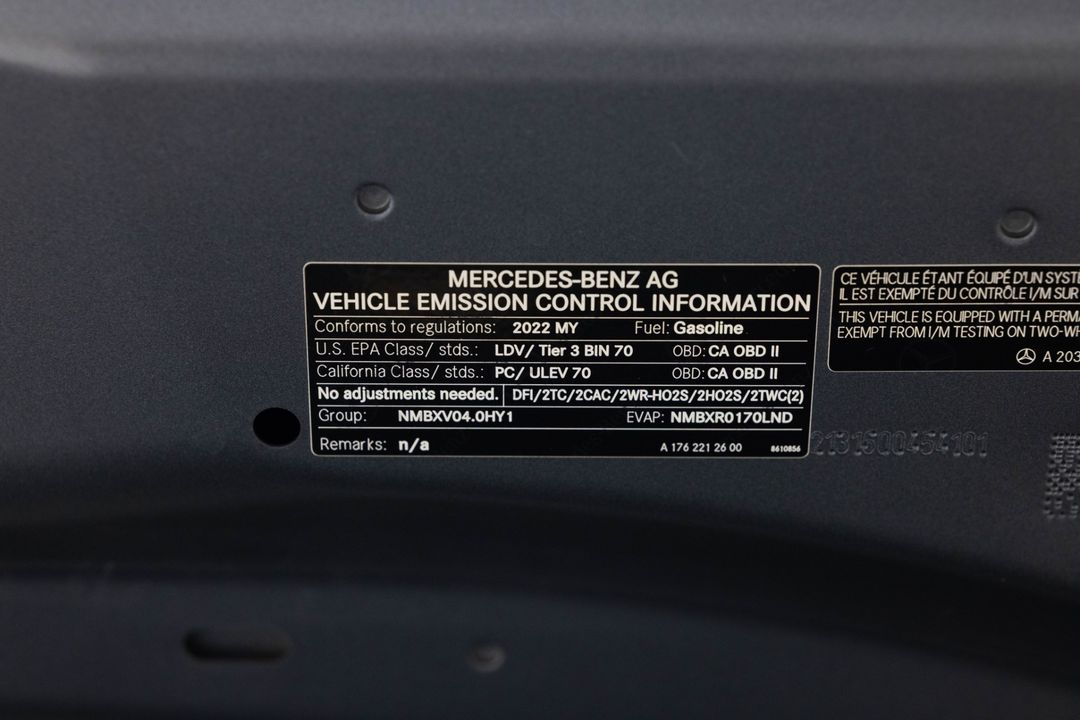 MERCEDES-BENZ AG
VEHICLE EMISSION CONTROL INFORMATION
Conforms to regulations: 2022 MY Fuel: Gasoline
U.S. EPA Class/ stds.: LDV/ Tier 3 BIN 70 OBD: CA OBD II
California Class/ stds.: PC/ ULEV 70 OBD: CA OBD II
No adjustments needed. DFI/2TC/2CAC/2WR-HO2S/2HO2S/2TWC(2)
Group: NMBXV04.0HY1 EVAP: NMBXR0170LND
Remarks: n/a A 176 221 26 00 8610856
CE VÉHICULE ÉTANT ÉQUIPÉ D'UN
IL EST EXEMPTÉ DU CONTRÔLE I/M SUR
THIS VEHICLE IS EQUIPPED WITH A
EXEMPT FROM I/M TESTING ON
A 203
2131500454101